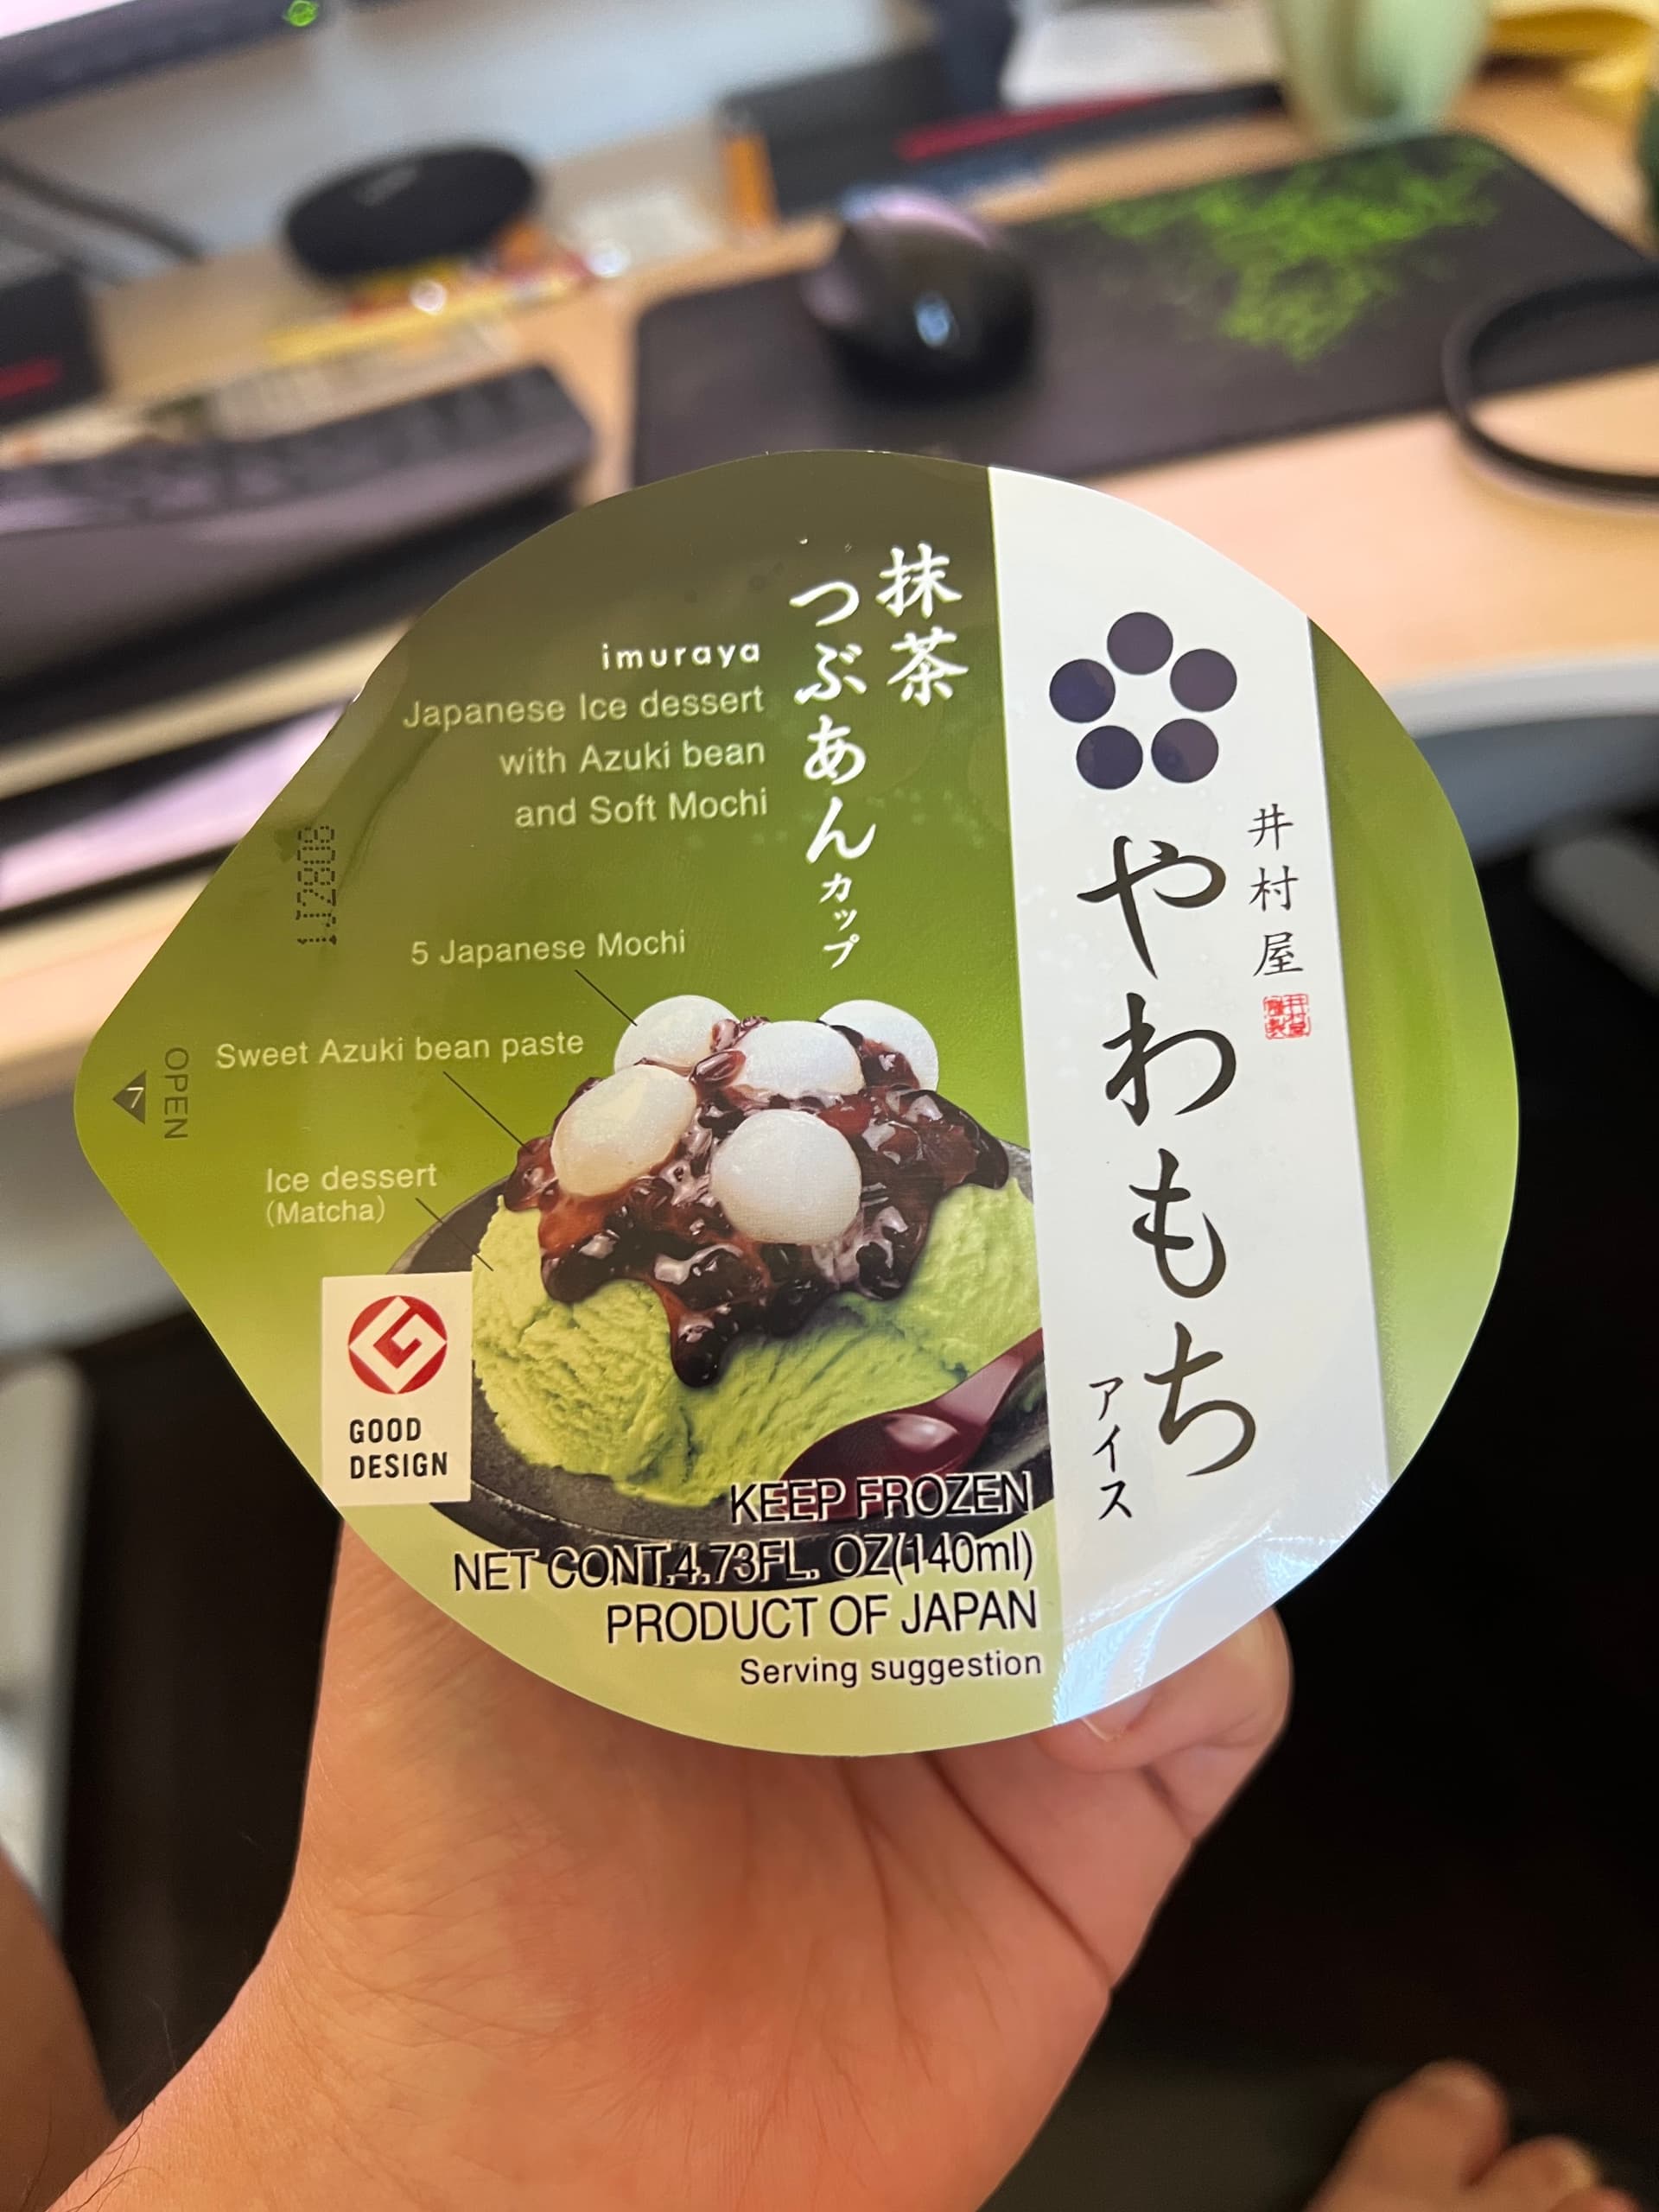 抹茶
つぶあんカップ
imuraya
Japanese Ice dessert
with Azuki bean
and Soft Mochi
井村屋
やわもち
アイス
5 Japanese Mochi
Sweet Azuki bean paste
Ice dessert
(Matcha)
OPEN
7
GOOD
DESIGN
KEEP FROZEN
NET CONT.4.73FL. OZ(140ml)
PRODUCT OF JAPAN
Serving suggestion